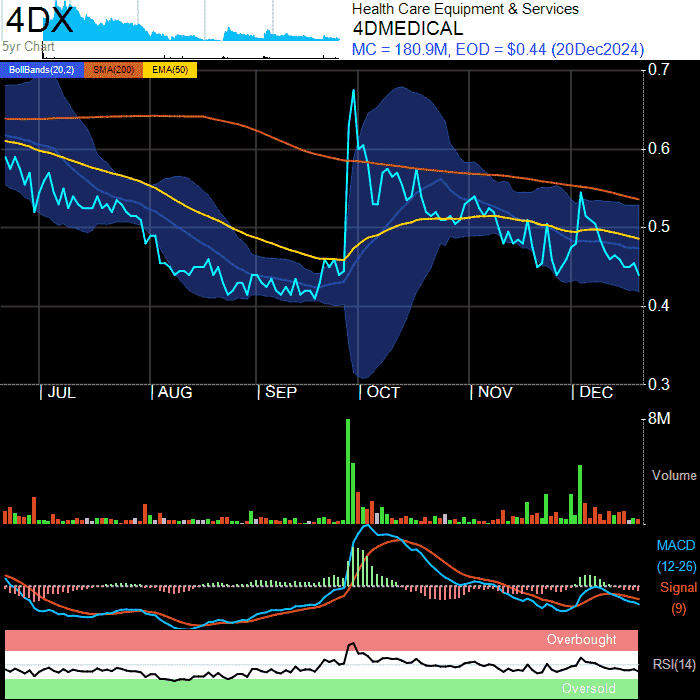 4DX
5yr Chart
Health Care Equipment & Services
4DMEDICAL
MC = 180.9M, EOD = $0.44 (20Dec2024)
BollBands(20,2) SMA(200) EMA(50)
0.7
0.6
0.5
0.4
0.3
| JUL | AUG | SEP | OCT | NOV | DEC
8M
Volume
MACD
(12-26)
Signal
(9)
Overbought
RSI(14)
Oversold